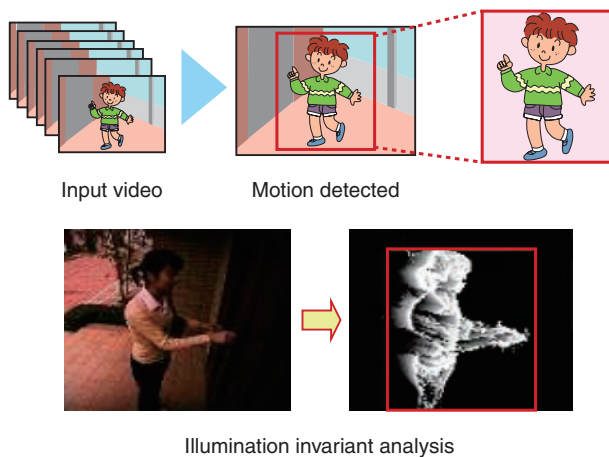 Input video
Motion detected
Illumination invariant analysis